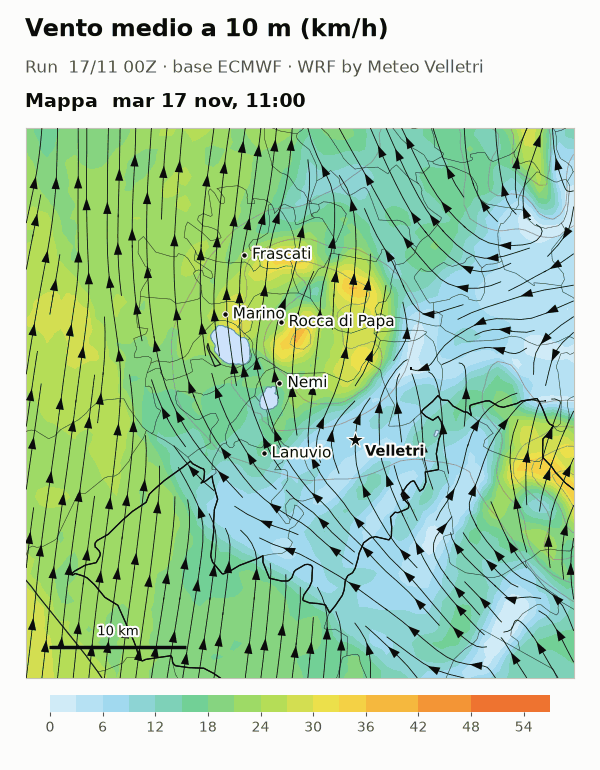 Vento medio a 10 m (km/h)
Run 17/11 00Z · base ECMWF · WRF by Meteo Velletri
Mappa mar 17 nov, 11:00
Frascati
Marino
Rocca di Papa
Nemi
Velletri
Lanuvio
10 km
0 6 12 18 24 30 36 42 48 54